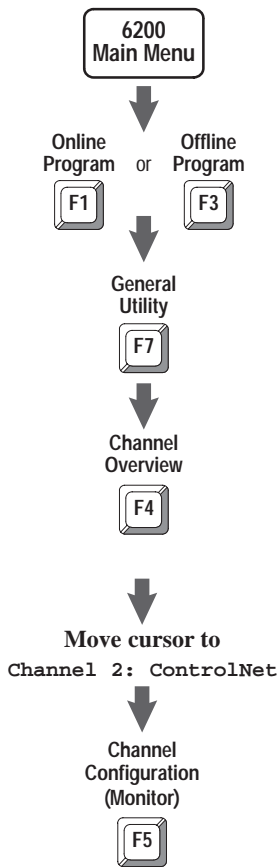 6200
Main Menu
Online Program or Offline Program
F1 F3
General
Utility
F7
Channel
Overview
F4
Move cursor to
Channel 2: ControlNet
Channel
Configuration
(Monitor)
F5